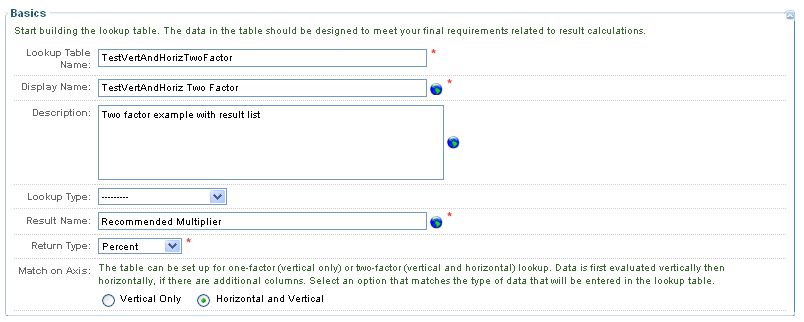 Basics
Start building the lookup table. The data in the table should be designed to meet your final requirements related to result calculations.
Lookup Table
Name:
TestVertAndHorizTwoFactor
*
Display Name:
TestVertAndHoriz Two Factor
*
Description:
Two factor example with result list
Lookup Type:
---------
Result Name:
Recommended Multiplier
*
Return Type:
Percent
*
Match on Axis:
The table can be set up for one-factor (vertical only) or two-factor (vertical and horizontal) lookup. Data is first evaluated vertically then
horizontally, if there are additional columns. Select an option that matches the type of data that will be entered in the lookup table.
Vertical Only
Horizontal and Vertical